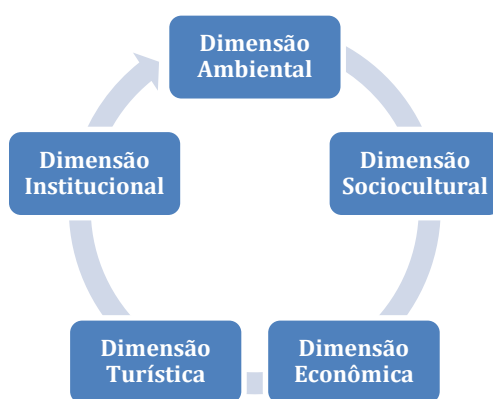 Dimensão
Ambiental
Dimensão
Sociocultural
Dimensão
Econômica
Dimensão
Turística
Dimensão
Institucional